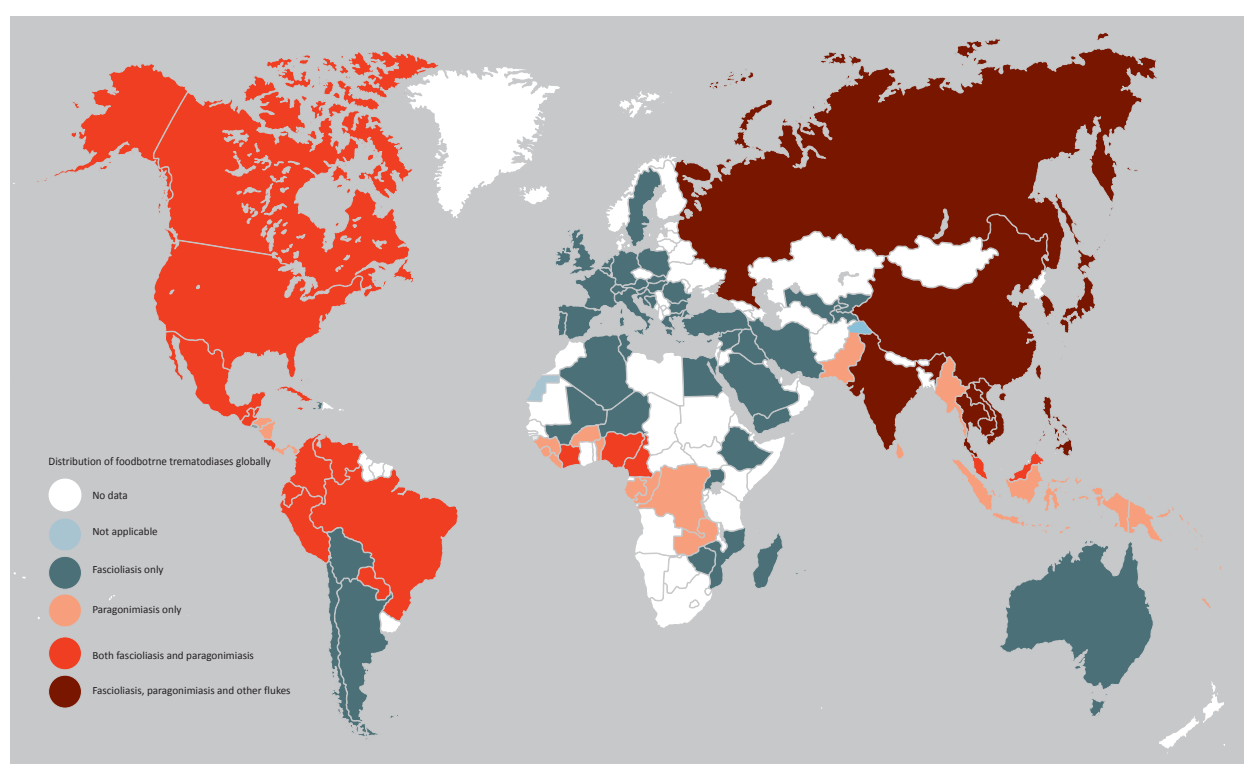 Distribution of foodbotrne trematodiases globally
No data
Not applicable
Fascioliasis only
Paragonimiasis only
Both fascioliasis and paragonimiasis
Fascioliasis, paragonimiasis and other flukes